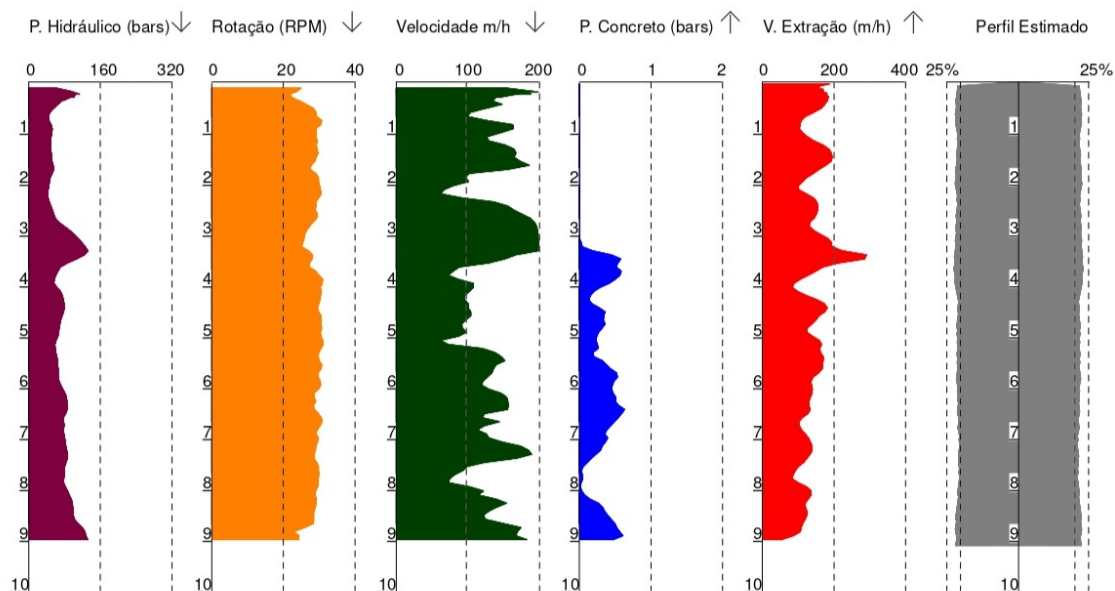 P. Hidráulico (bars) Rotação (RPM) Velocidade m/h P. Concreto (bars) V. Extração (m/h) Perfil Estimado
0 160 320 0 20 40 0 100 200 0 1 2 0 200 400 25% 25%
1 1 1 1 1 1
2 2 2 2 2 2
3 3 3 3 3 3
4 4 4 4 4 4
5 5 5 5 5 5
6 6 6 6 6 6
7 7 7 7 7 7
8 8 8 8 8 8
9 9 9 9 9 9
10 10 10 10 10 10